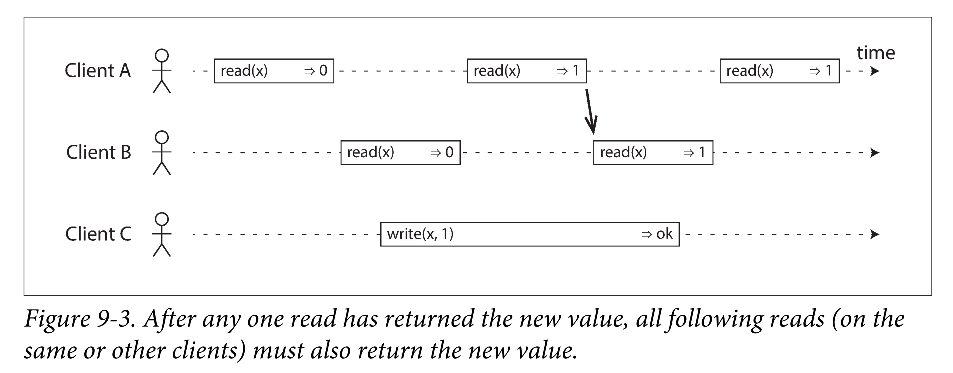 time
Client A read(x) ⇒ 0 read(x) ⇒ 1 read(x) ⇒ 1
Client B read(x) ⇒ 0 read(x) ⇒ 1
Client C write(x, 1) ⇒ ok
Figure 9-3. After any one read has returned the new value, all following reads (on the
same or other clients) must also return the new value.